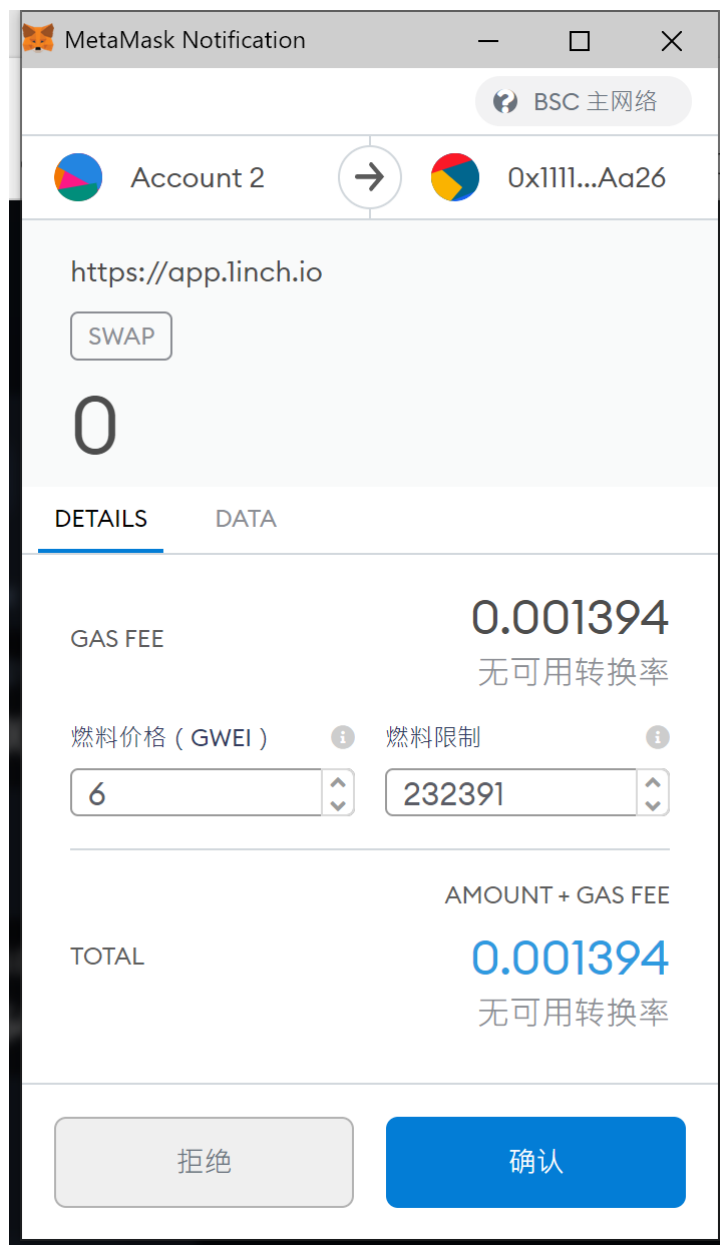 MetaMask Notification
BSC 主网络
Account 2
0x1111...Aa26
https://app.1inch.io
SWAP
0
DETAILS DATA
GAS FEE
0.001394
无可用转换率
燃料价格 ( GWEI )
燃料限制
6
232391
AMOUNT + GAS FEE
TOTAL
0.001394
无可用转换率
拒绝
确认